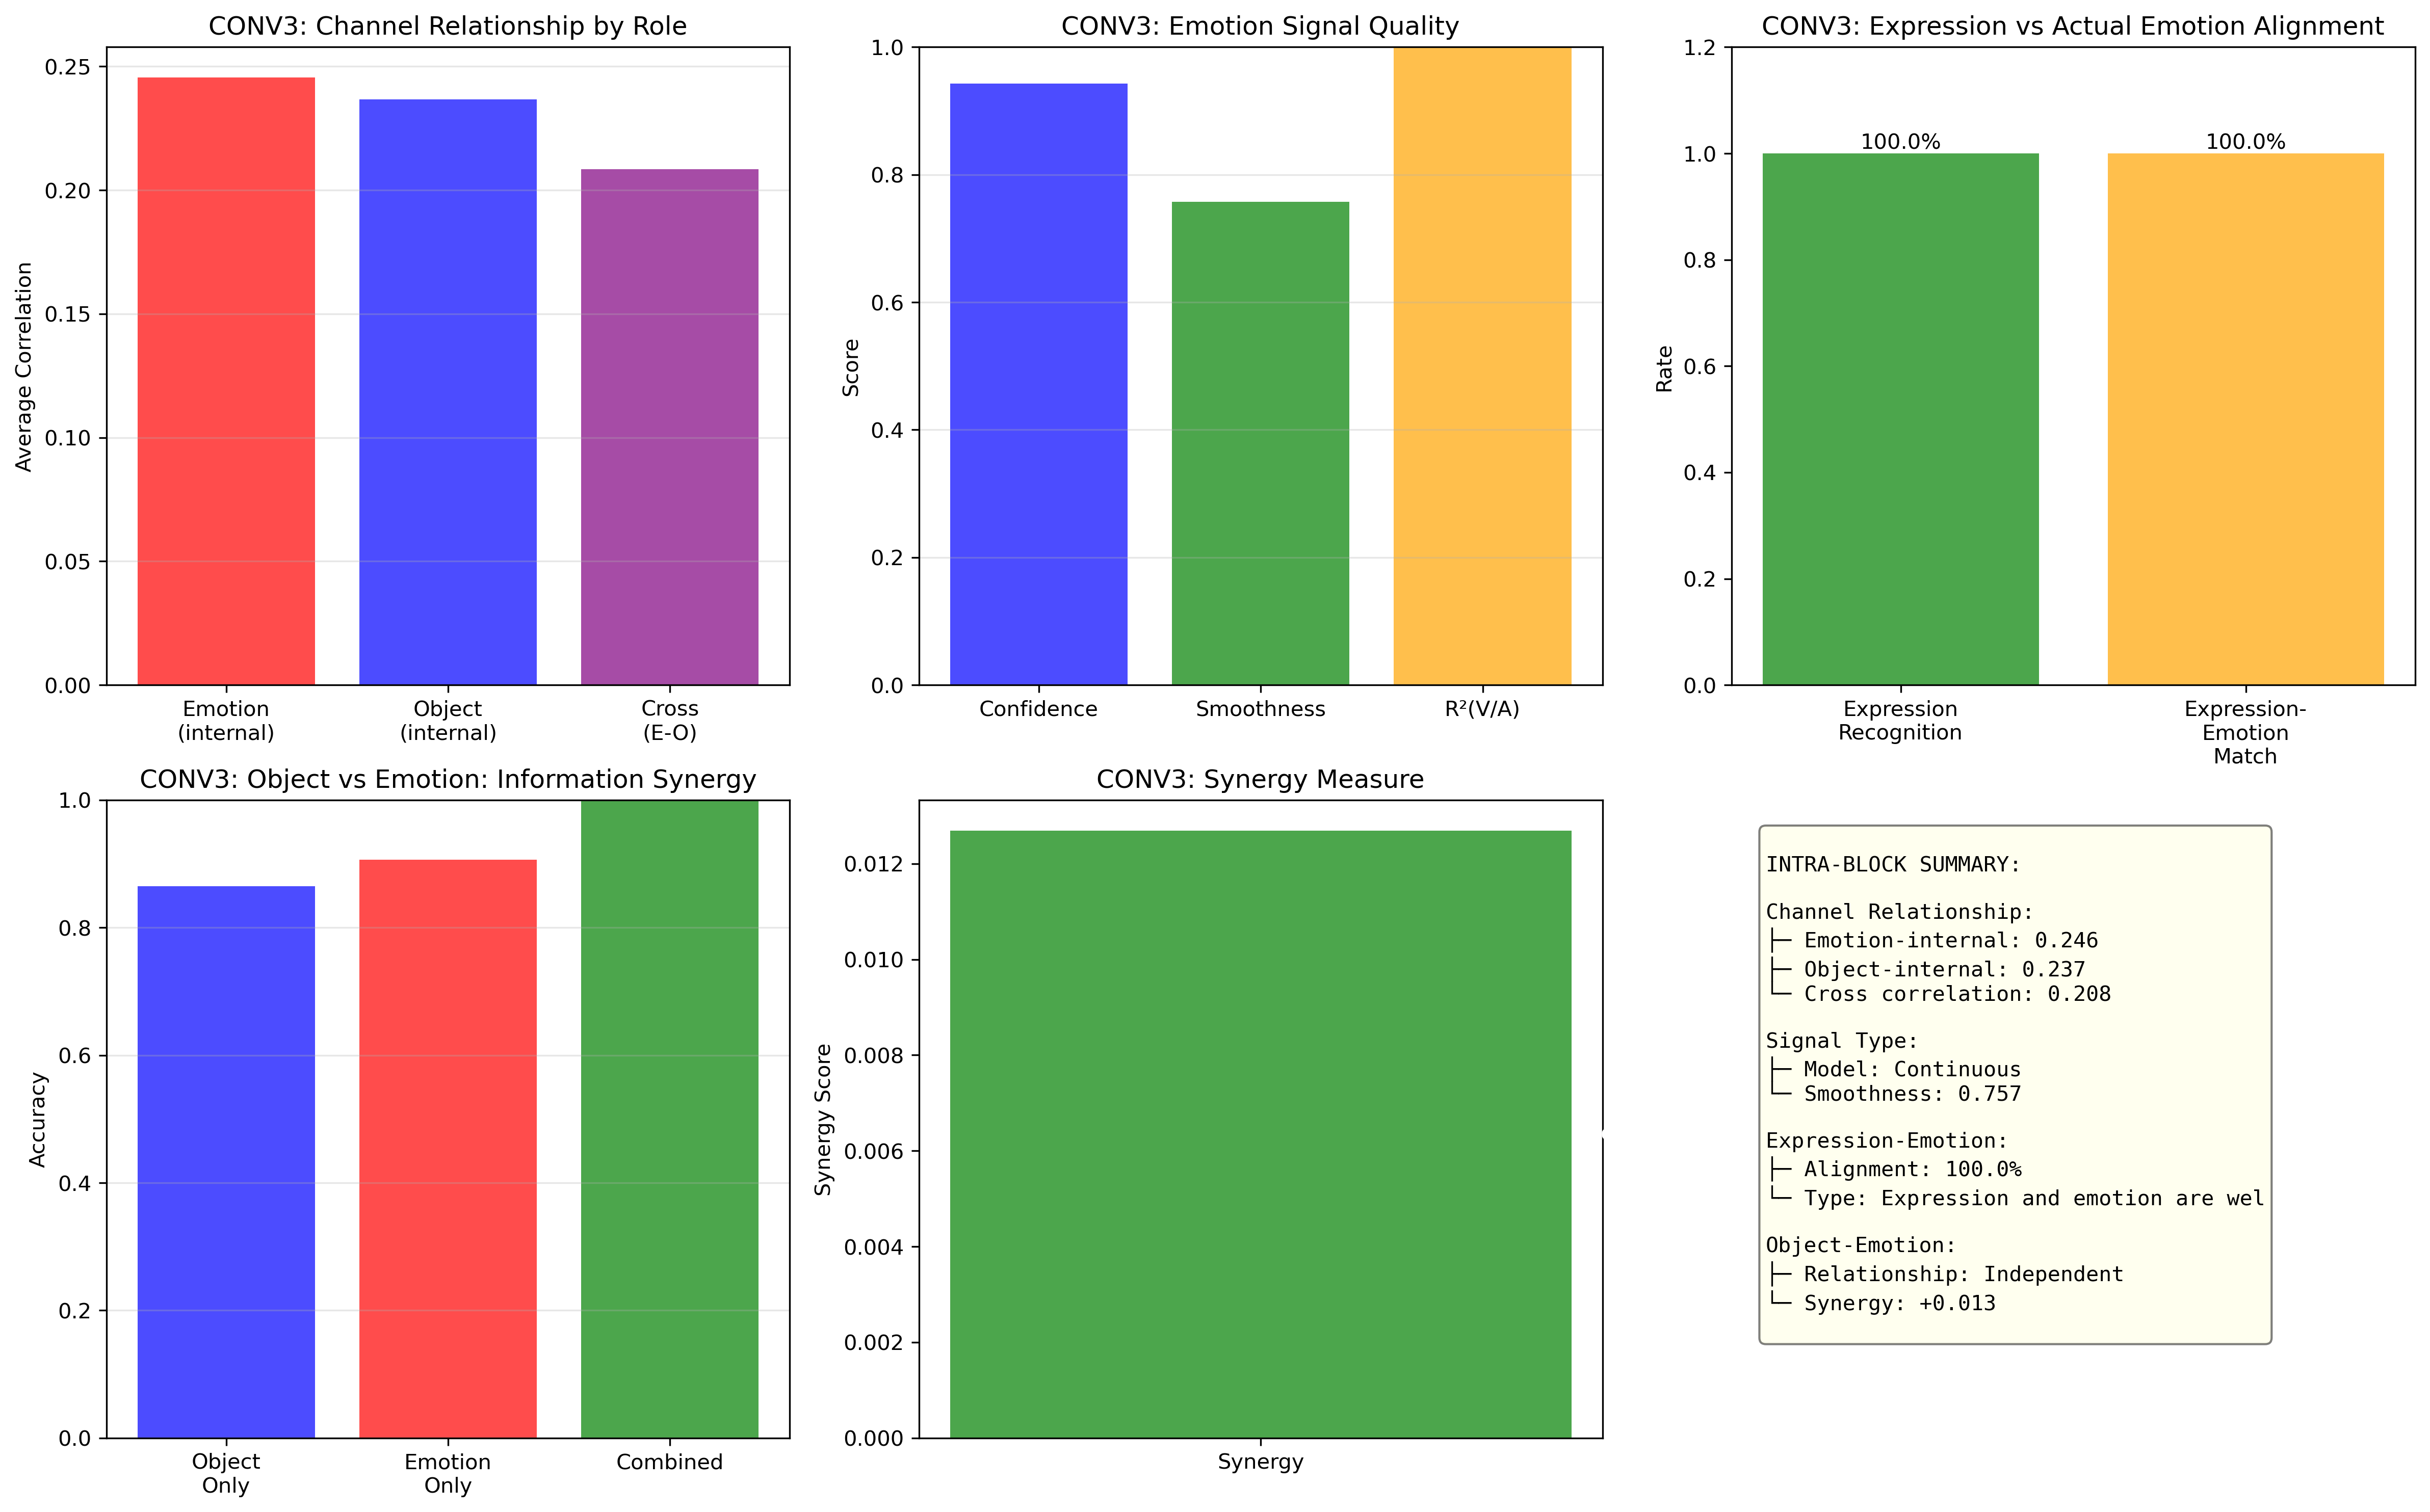 CONV3: Channel Relationship by Role
Average Correlation
0.25
0.20
0.15
0.10
0.05
0.00
Emotion
(internal)
Object
(internal)
Cross
(E-O)
CONV3: Emotion Signal Quality
Score
1.0
0.8
0.6
0.4
0.2
0.0
Confidence
Smoothness
R²(V/A)
CONV3: Expression vs Actual Emotion Alignment
Rate
1.2
1.0
0.8
0.6
0.4
0.2
0.0
100.0%
100.0%
Expression
Recognition
Expression-
Emotion
Match
CONV3: Object vs Emotion: Information Synergy
Accuracy
1.0
0.8
0.6
0.4
0.2
0.0
Object
Only
Emotion
Only
Combined
CONV3: Synergy Measure
Synergy Score
0.012
0.010
0.008
0.006
0.004
0.002
0.000
Synergy
INTRA-BLOCK SUMMARY:
Channel Relationship:
├─ Emotion-internal: 0.246
├─ Object-internal: 0.237
└─ Cross correlation: 0.208
Signal Type:
├─ Model: Continuous
└─ Smoothness: 0.757
Expression-Emotion:
├─ Alignment: 100.0%
└─ Type: Expression and emotion are wel
Object-Emotion:
├─ Relationship: Independent
└─ Synergy: +0.013